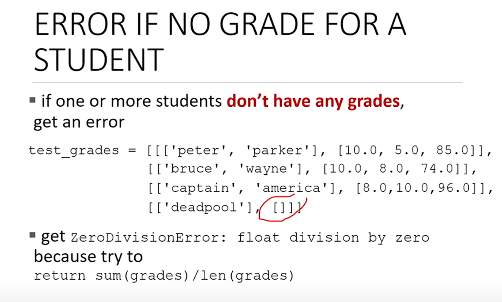 ERROR IF NO GRADE FOR A
STUDENT
▪ if one or more students don't have any grades,
get an error
test_grades = [[['peter', 'parker'], [10.0, 5.0, 85.0]],
[['bruce', 'wayne'], [10.0, 8.0, 74.0]],
[['captain', 'america'], [8.0,10.0,96.0]],
[['deadpool'], []]]
▪ get ZeroDivisionError: float division by zero
because try to
return sum(grades)/len(grades)